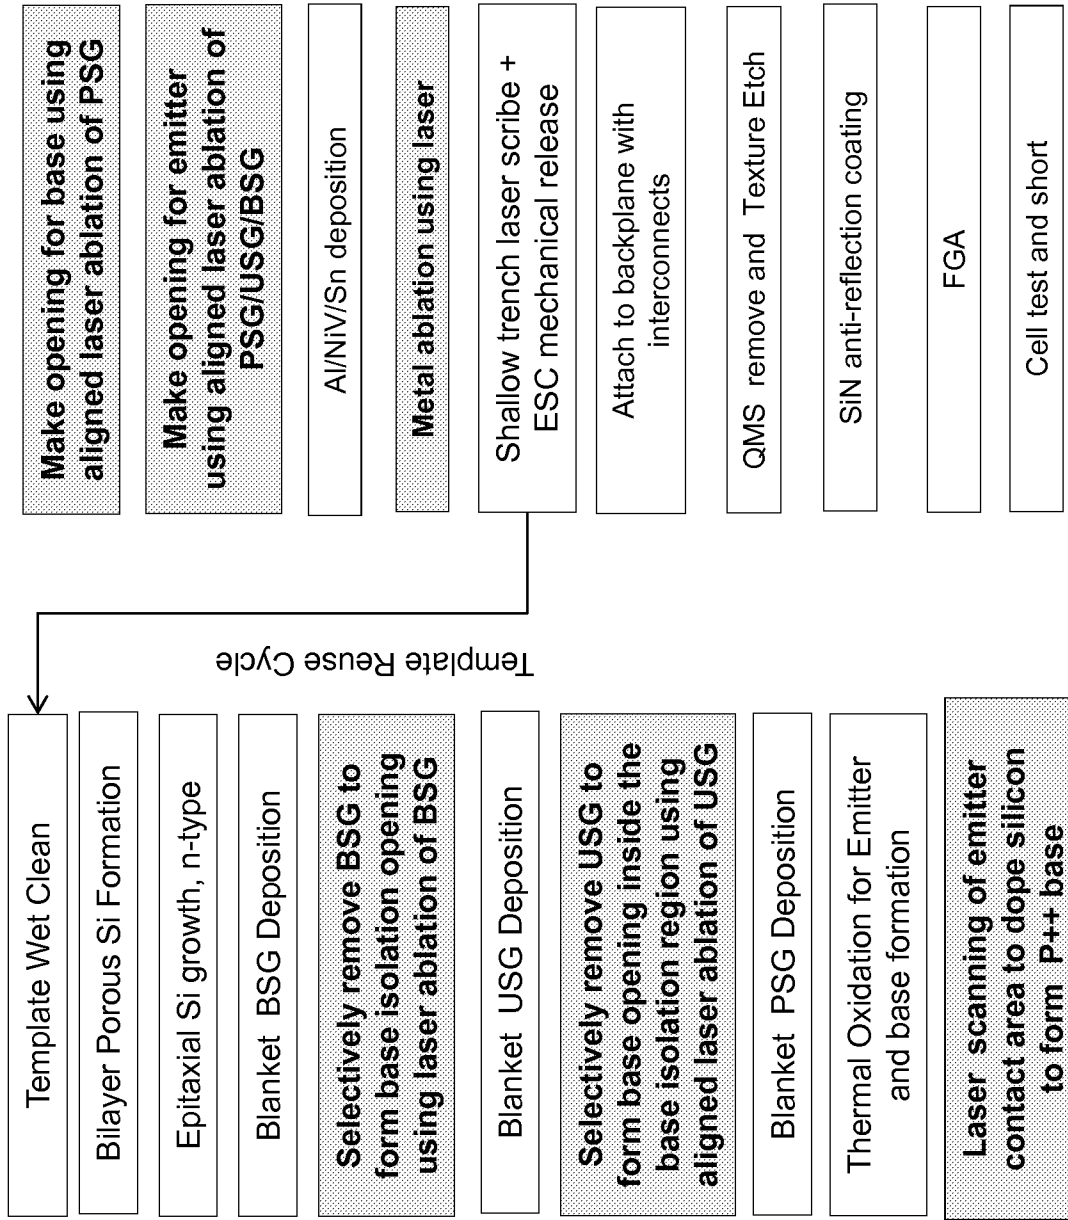 Template Wet Clean
Bilayer Porous Si Formation
Epitaxial Si growth, n-type
Blanket BSG Deposition
Selectively remove BSG to
form base isolation opening
using laser ablation of BSG
Blanket USG Deposition
Selectively remove USG to
form base opening inside the
base isolation region using
aligned laser ablation of USG
Blanket PSG Deposition
Thermal Oxidation for Emitter
and base formation
Laser scanning of emitter
contact area to dope silicon
to form P++ base
Template Reuse Cycle
Make opening for base using
aligned laser ablation of PSG
Make opening for emitter
using aligned laser ablation of
PSG/USG/BSG
Al/NiV/Sn deposition
Metal ablation using laser
Shallow trench laser scribe +
ESC mechanical release
Attach to backplane with
interconnects
QMS remove and Texture Etch
SiN anti-reflection coating
FGA
Cell test and short